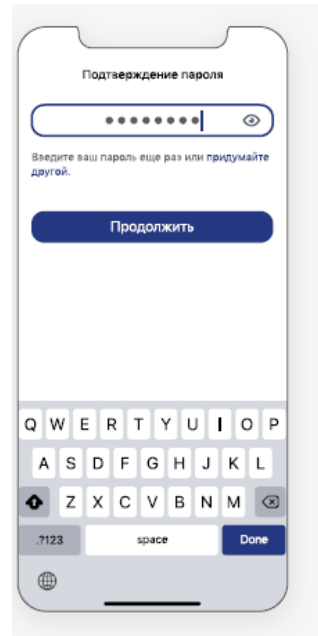 Подтверждение пароля
••••••••
Введите ваш пароль еще раз или придумайте
другой.
Продолжить
Q W E R T Y U I O P
A S D F G H J K L
Z X C V B N M
.?123 space Done